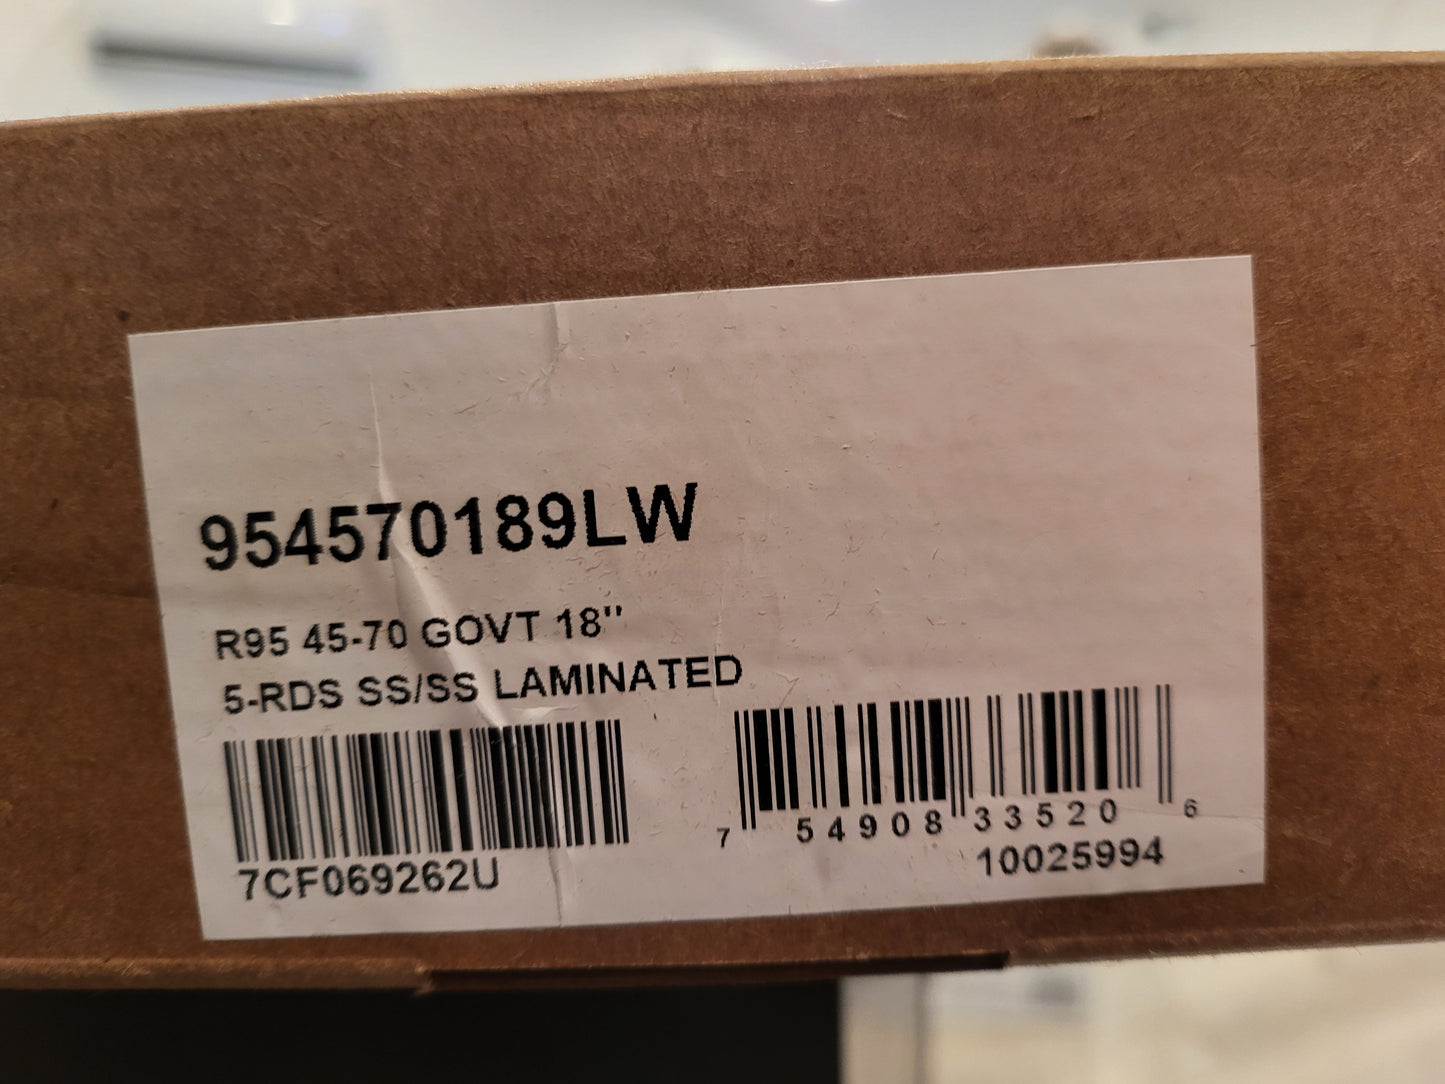 954570189LW
R95 45-70 GOVT 18"
5-RDS SS/SS LAMINATED
7CF069262U
7 54908 33520 6
10025994